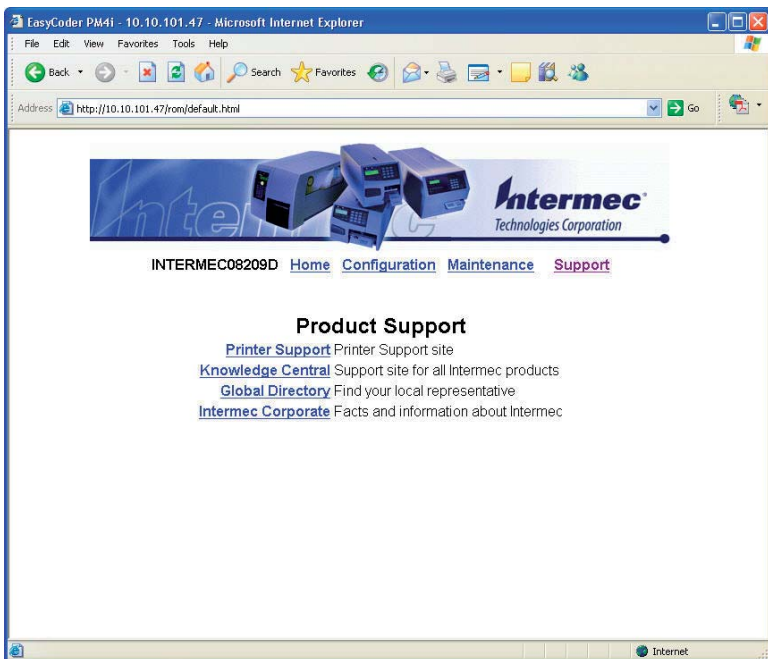 EasyCoder PM4i - 10.10.101.47 - Microsoft Internet Explorer
File Edit View Favorites Tools Help
Back Search Favorites
Address http://10.10.101.47/rom/default.html Go
Inter c
Intermec
Technologies Corporation
INTERMEC08209D Home Configuration Maintenance Support
Product Support
Printer Support Printer Support site
Knowledge Central Support site for all Intermec products
Global Directory Find your local representative
Intermec Corporate Facts and information about Intermec
Internet